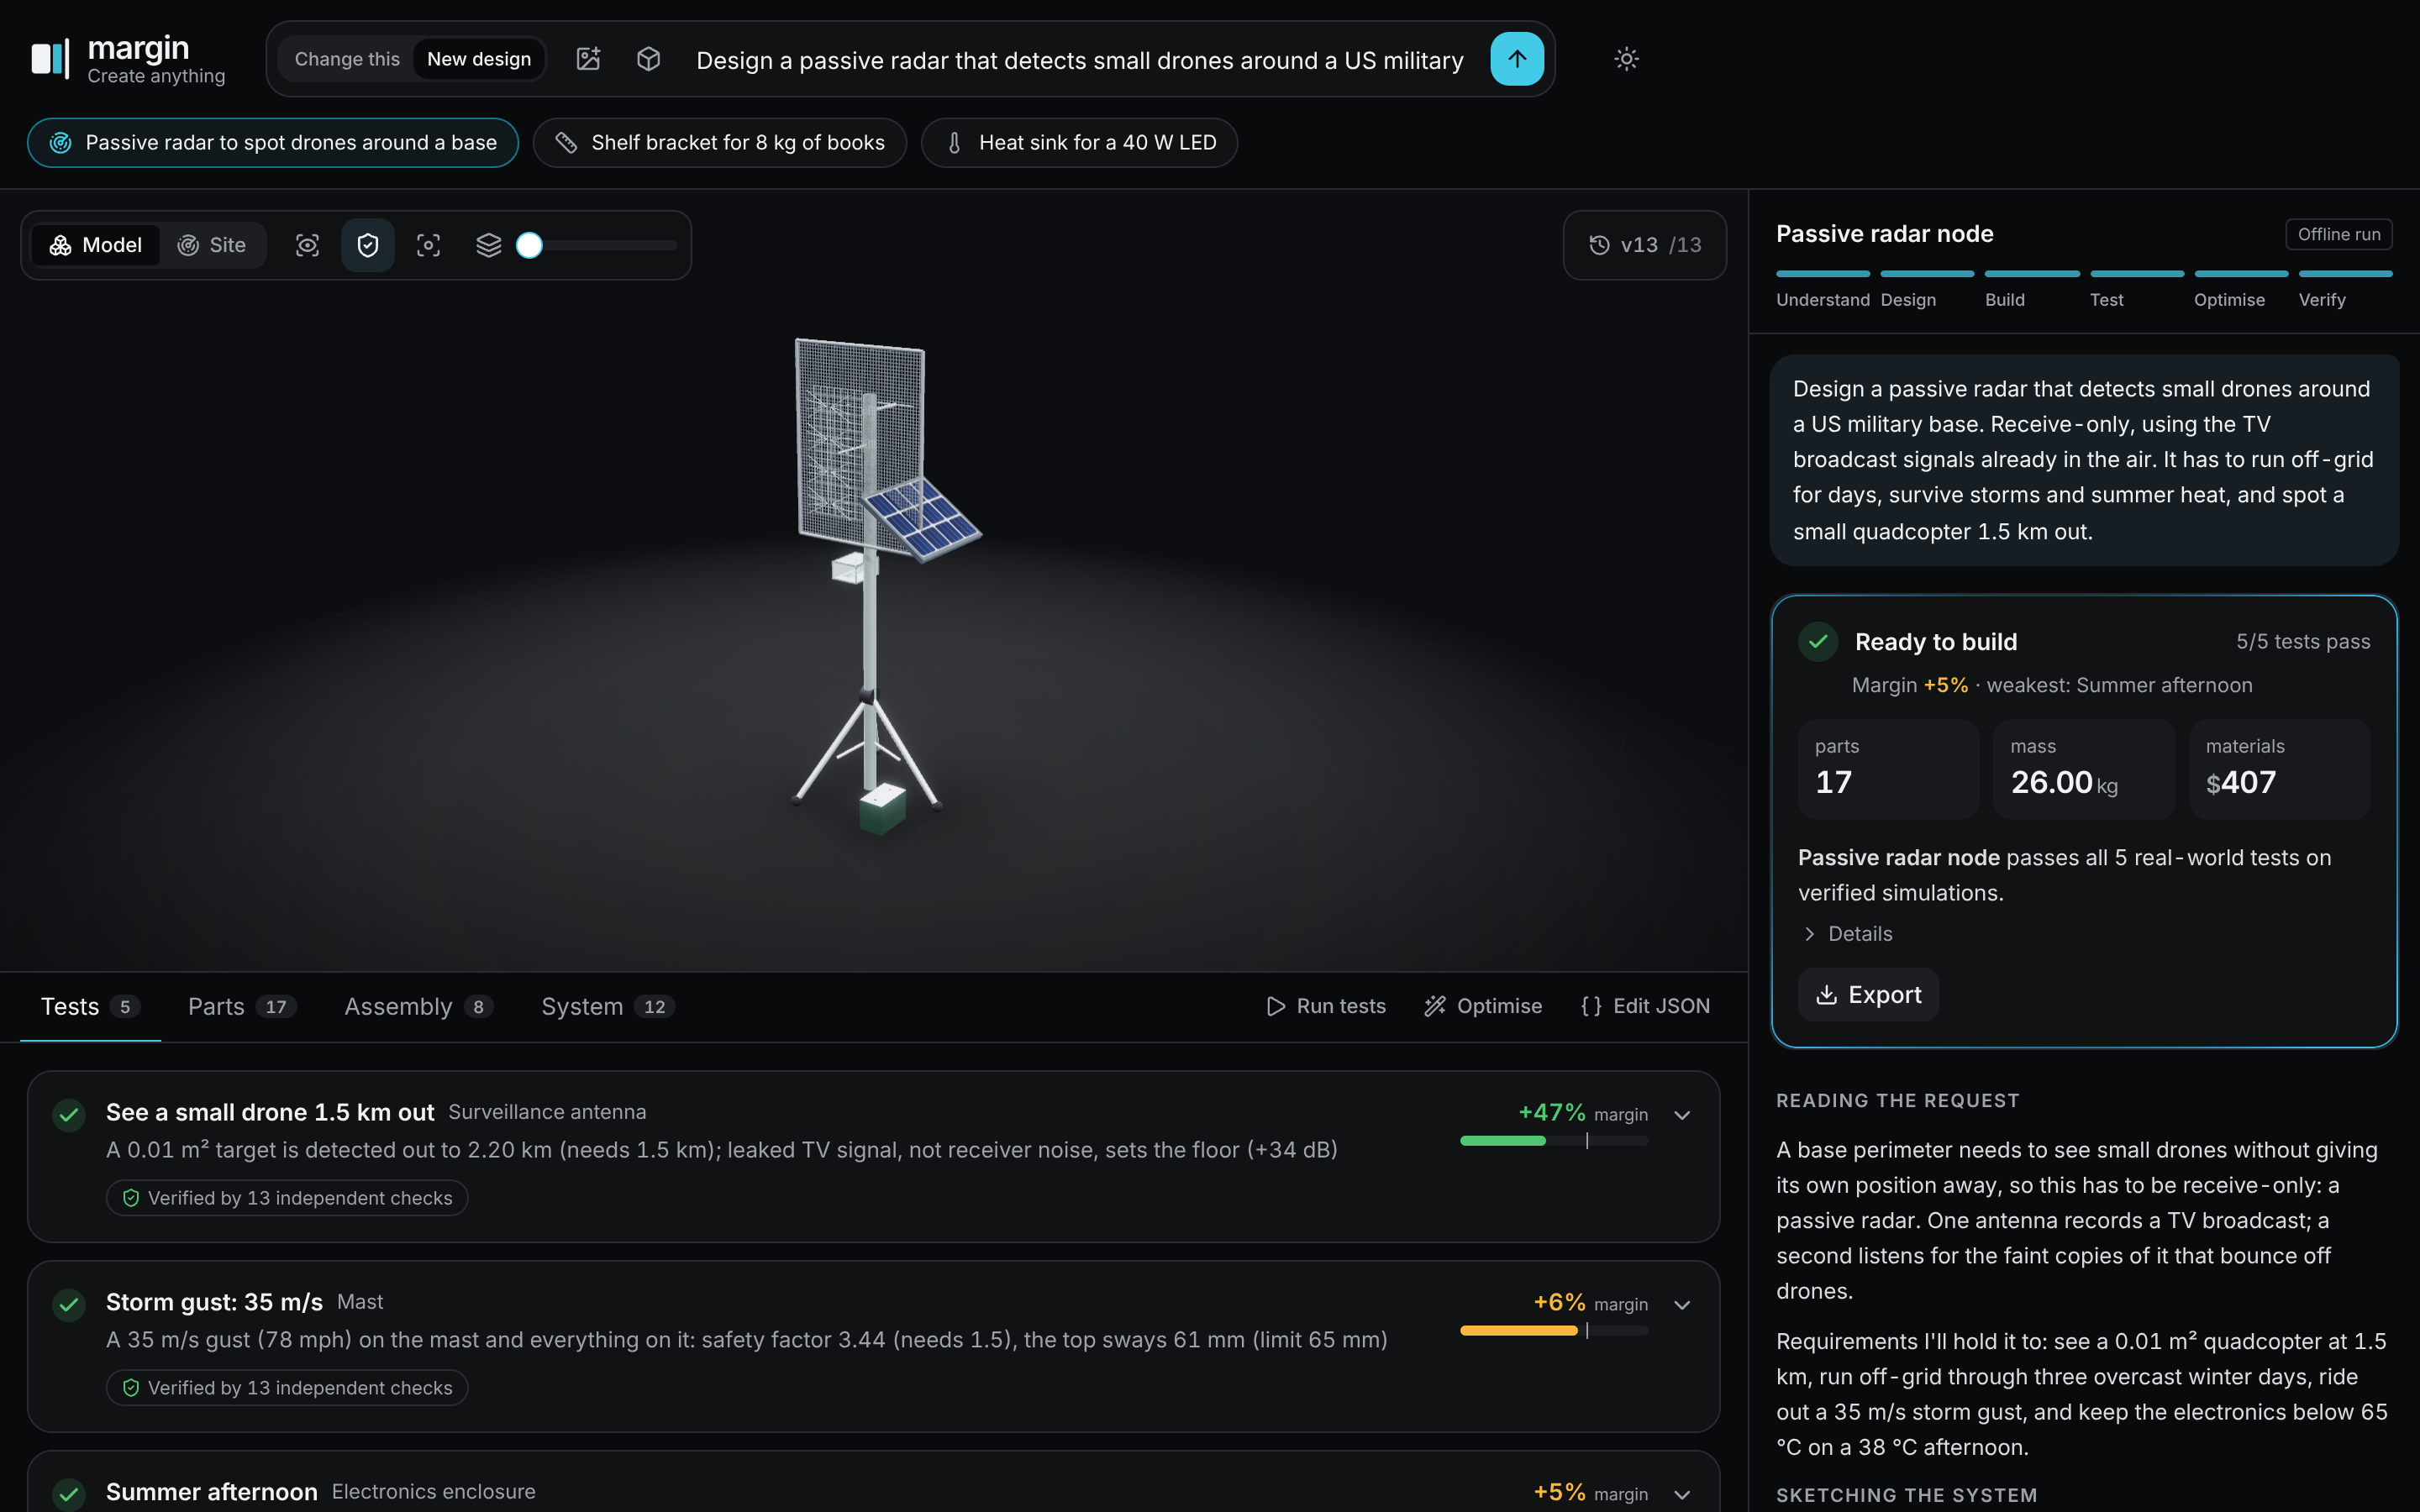 margin
Create anything
Change this
New design
Design a passive radar that detects small drones around a US military
Passive radar to spot drones around a base
Shelf bracket for 8 kg of books
Heat sink for a 40 W LED
Model
Site
v13 /13
Passive radar node
Offline run
Understand
Design
Build
Test
Optimise
Verify
Design a passive radar that detects small drones around
a US military base. Receive-only, using the TV
broadcast signals already in the air. It has to run off-grid
for days, survive storms and summer heat, and spot a
small quadcopter 1.5 km out.
Ready to build
5/5 tests pass
Margin +5% · weakest: Summer afternoon
parts
17
mass
26.00 kg
materials
$407
Passive radar node passes all 5 real-world tests on
verified simulations.
Details
Export
READING THE REQUEST
A base perimeter needs to see small drones without giving
its own position away, so this has to be receive-only: a
passive radar. One antenna records a TV broadcast; a
second listens for the faint copies of it that bounce off
drones.
Requirements I'll hold it to: see a 0.01 m² quadcopter at 1.5
km, run off-grid through three overcast winter days, ride
out a 35 m/s storm gust, and keep the electronics below 65
°C on a 38 °C afternoon.
SKETCHING THE SYSTEM
Tests 5
Parts 17
Assembly 8
System 12
Run tests
Optimise
{ } Edit JSON
See a small drone 1.5 km out Surveillance antenna
+47% margin
A 0.01 m² target is detected out to 2.20 km (needs 1.5 km); leaked TV signal, not receiver noise, sets the floor (+34 dB)
Verified by 13 independent checks
Storm gust: 35 m/s Mast
+6% margin
A 35 m/s gust (78 mph) on the mast and everything on it: safety factor 3.44 (needs 1.5), the top sways 61 mm (limit 65 mm)
Verified by 13 independent checks
Summer afternoon Electronics enclosure
+5% margin